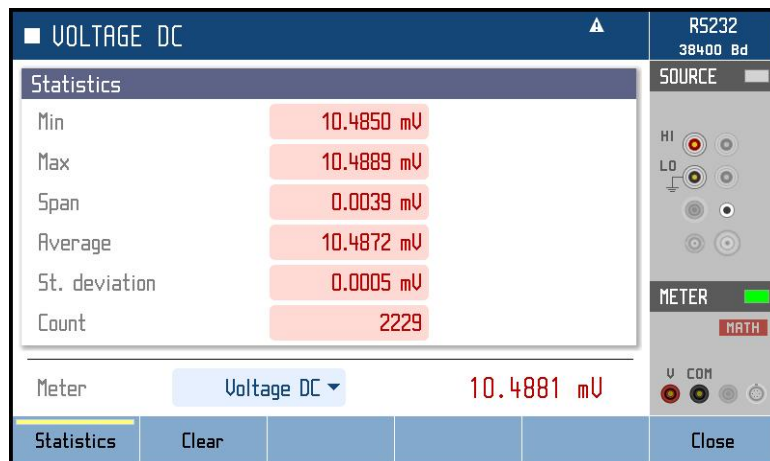 VOLTAGE DC
RS232
38400 Bd
Statistics
Min 10.4850 mV
Max 10.4889 mV
Span 0.0039 mV
Average 10.4872 mV
St. deviation 0.0005 mV
Count 2229
Meter Voltage DC 10.4881 mV
SOURCE
HI
LO
METER
MATH
V COM
Statistics Clear Close